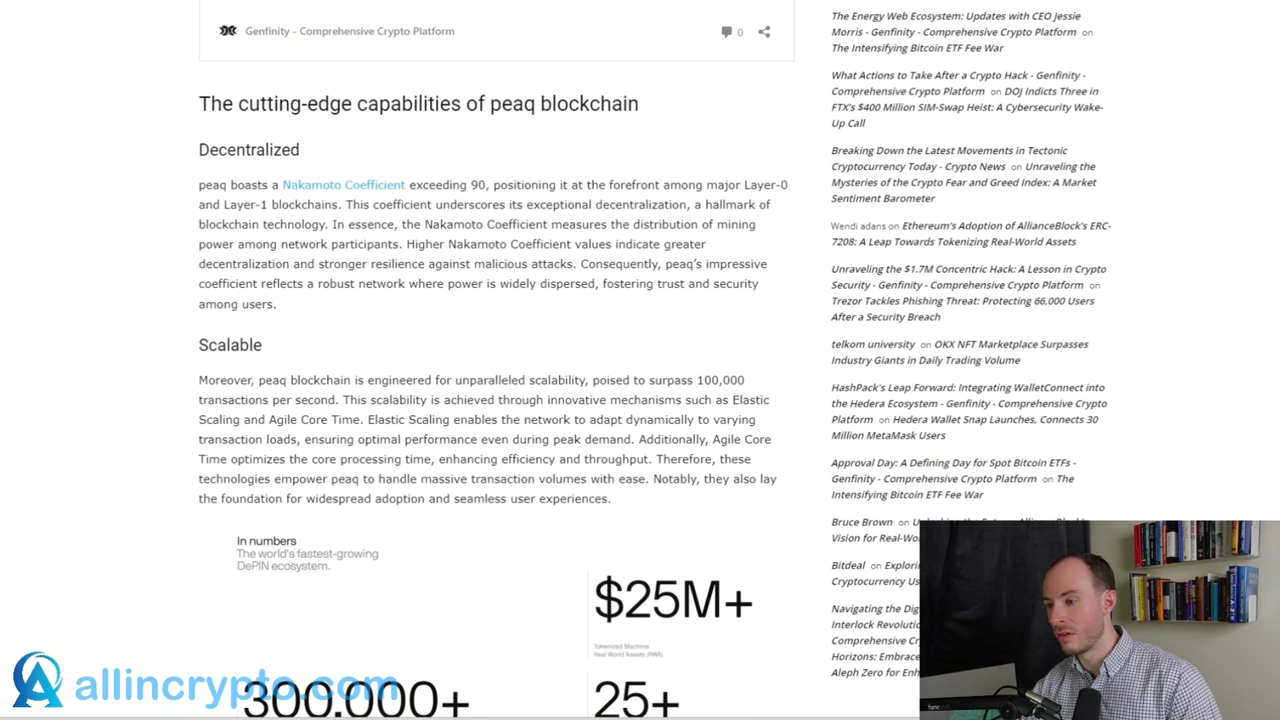 Genfinity - Comprehensive Crypto Platform
0
The cutting-edge capabilities of peaq blockchain
Decentralized
peaq boasts a Nakamoto Coefficient exceeding 90, positioning it at the forefront among major Layer-0
and Layer-1 blockchains. This coefficient underscores its exceptional decentralization, a hallmark of
blockchain technology. In essence, the Nakamoto Coefficient measures the distribution of mining
power among network participants. Higher Nakamoto Coefficient values indicate greater
decentralization and stronger resilience against malicious attacks. Consequently, peaq's impressive
coefficient reflects a robust network where power is widely dispersed, fostering trust and security
among users.
Scalable
Moreover, peaq blockchain is engineered for unparalleled scalability, poised to surpass 100,000
transactions per second. This scalability is achieved through innovative mechanisms such as Elastic
Scaling and Agile Core Time. Elastic Scaling enables the network to adapt dynamically to varying
transaction loads, ensuring optimal performance even during peak demand. Additionally, Agile Core
Time optimizes the core processing time, enhancing efficiency and throughput. Therefore, these
technologies empower peaq to handle massive transaction volumes with ease. Notably, they also lay
the foundation for widespread adoption and seamless user experiences.
In numbers
The world's fastest-growing
DePIN ecosystem.
$25M+
Tokenized Machine
Real World Assets (RWA)
300,000+
25+
allincrypto.com
The Energy Web Ecosystem: Updates with CEO Jessie
Morris - Genfinity - Comprehensive Crypto Platform on
The Intensifying Bitcoin ETF Fee War
What Actions to Take After a Crypto Hack - Genfinity -
Comprehensive Crypto Platform on DOJ Indicts Three in
FTX's $400 Million SIM-Swap Heist: A Cybersecurity Wake-
Up Call
Breaking Down the Latest Movements in Tectonic
Cryptocurrency Today - Crypto News on Unraveling the
Mysteries of the Crypto Fear and Greed Index: A Market
Sentiment Barometer
Wendi adans on Ethereum's Adoption of AllianceBlock's ERC-
7208: A Leap Towards Tokenizing Real-World Assets
Unraveling the $1.7M Concentric Hack: A Lesson in Crypto
Security - Genfinity - Comprehensive Crypto Platform on
Trezor Tackles Phishing Threat: Protecting 66,000 Users
After a Security Breach
telkom university on OKX NFT Marketplace Surpasses
Industry Giants in Daily Trading Volume
HashPack's Leap Forward: Integrating WalletConnect into
the Hedera Ecosystem - Genfinity - Comprehensive Crypto
Platform on Hedera Wallet Snap Launches, Connects 30
Million MetaMask Users
Approval Day: A Defining Day for Spot Bitcoin ETFs -
Genfinity - Comprehensive Crypto Platform on The
Intensifying Bitcoin ETF Fee War
Bruce Brown on
Vision for
Bitdeal on
Cryptocurrency
Navigating the
Interlock
Comprehensive
Horizons:
Aleph Zero for